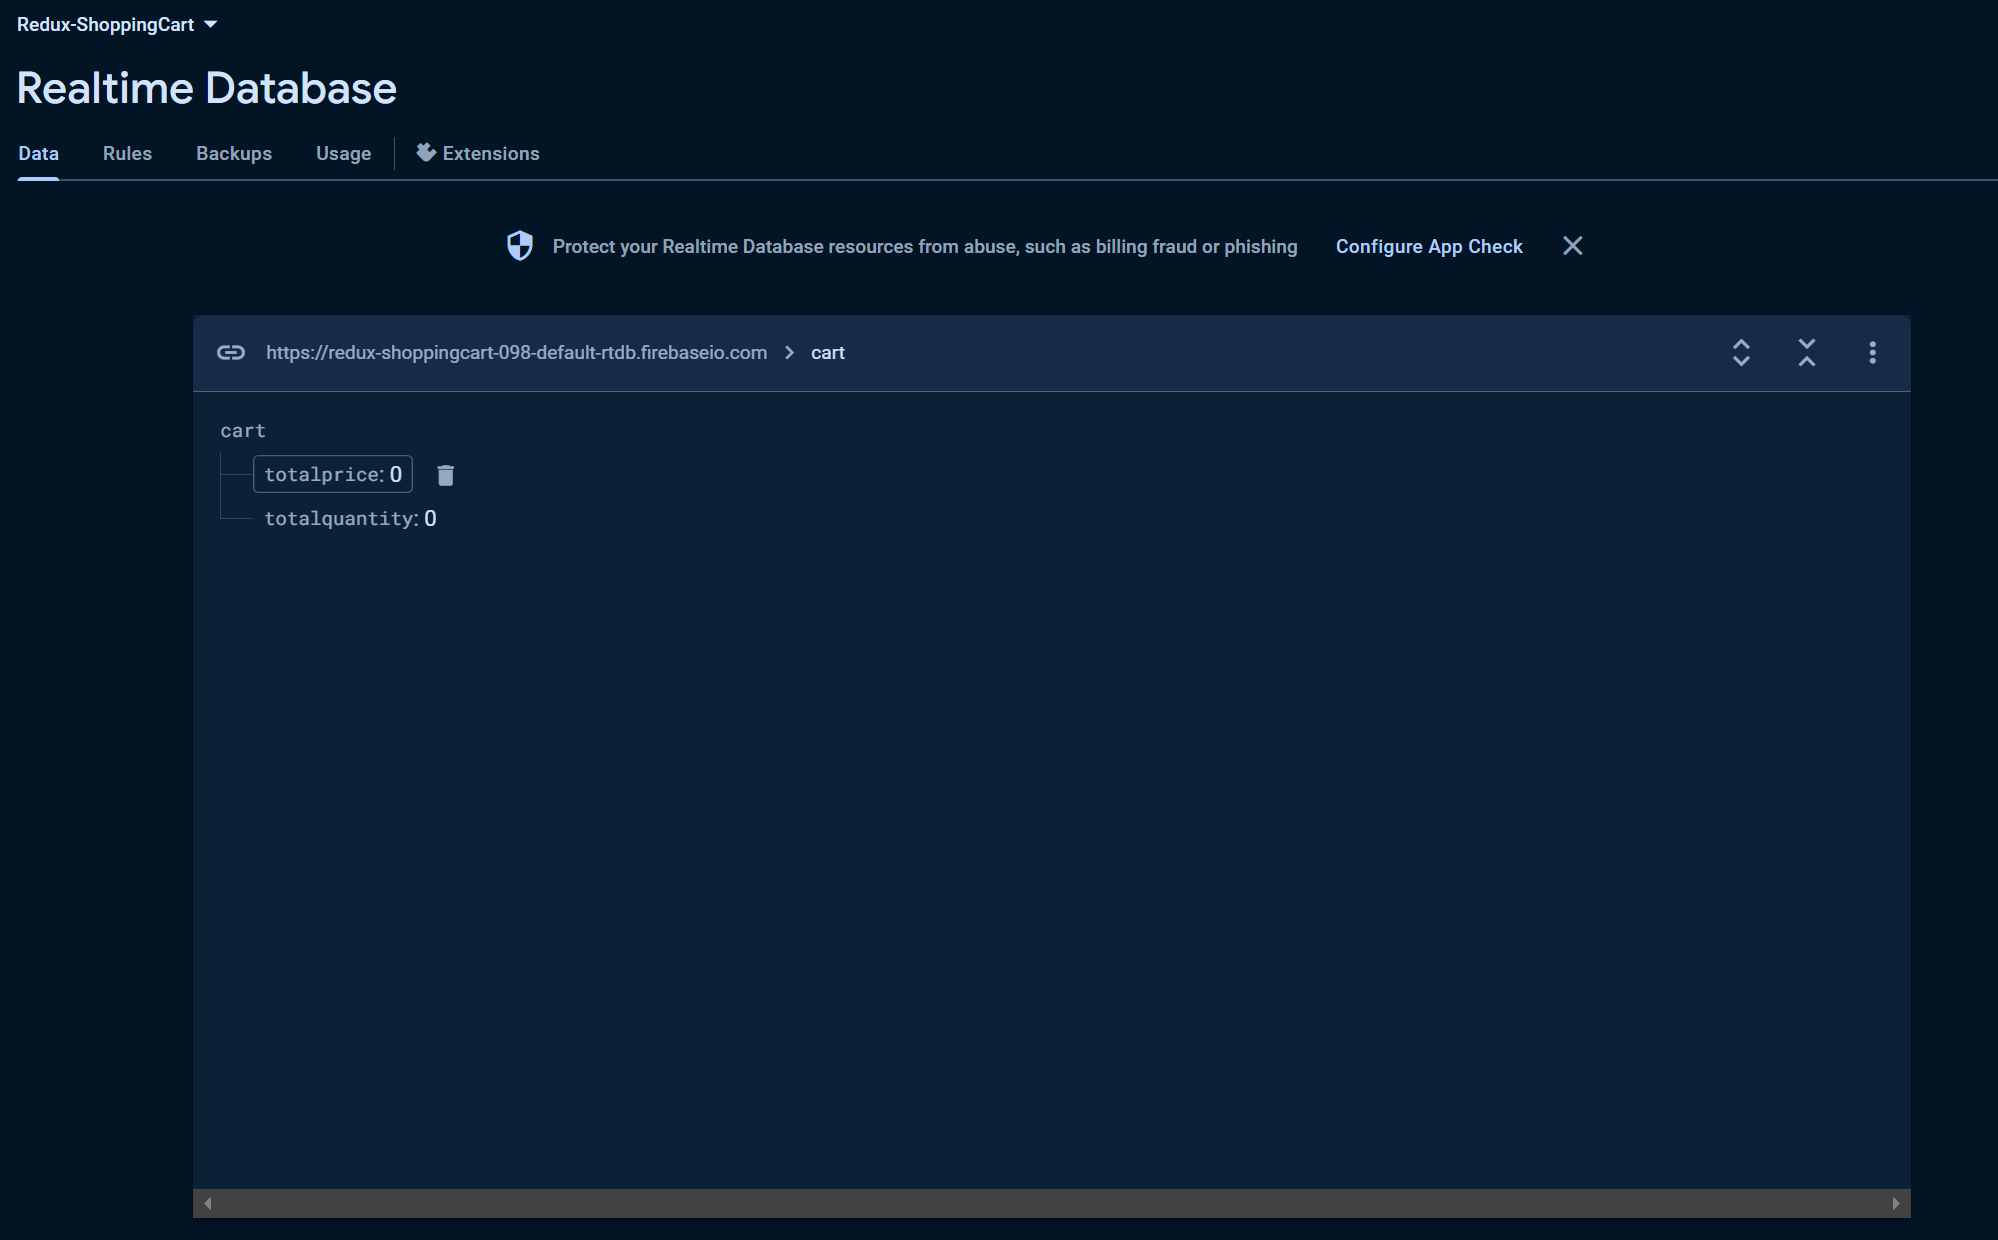 Redux-ShoppingCart
Realtime Database
Data Rules Backups Usage Extensions
Protect your Realtime Database resources from abuse, such as billing fraud or phishing Configure App Check
https://redux-shoppingcart-098-default-rtdb.firebaseio.com cart
cart
totalprice: 0
totalquantity: 0